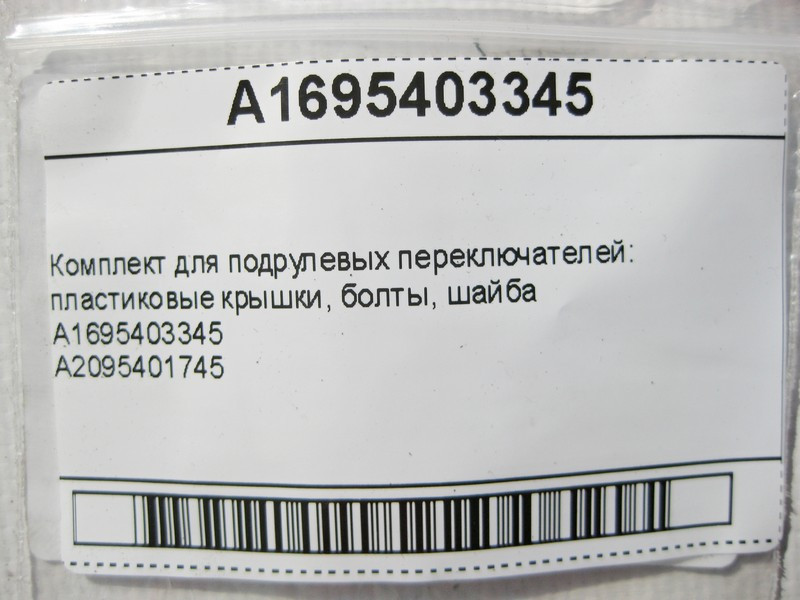 A1695403345
Комплект для подрулевых переключателей:
пластиковые крышки, болты, шайба
A1695403345
A2095401745